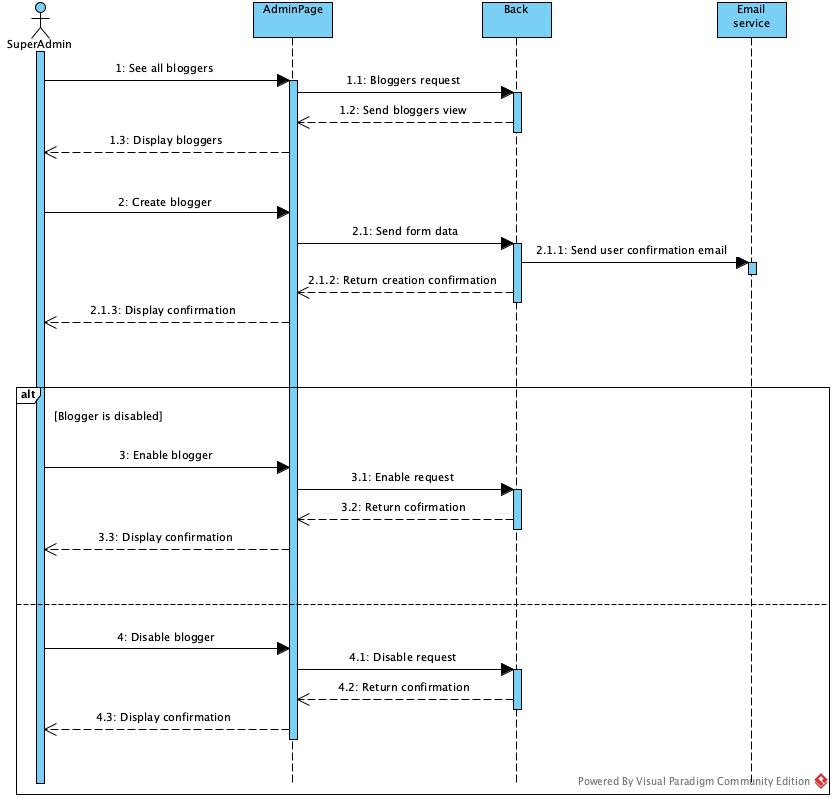 SuperAdmin
AdminPage
Back
Email
service
1: See all bloggers
1.1: Bloggers request
1.2: Send bloggers view
1.3: Display bloggers
2: Create blogger
2.1: Send form data
2.1.1: Send user confirmation email
2.1.2: Return creation confirmation
2.1.3: Display confirmation
alt
[Blogger is disabled]
3: Enable blogger
3.1: Enable request
3.2: Return cofirmation
3.3: Display confirmation
4: Disable blogger
4.1: Disable request
4.2: Return confirmation
4.3: Display confirmation
Powered By Visual Paradigm Community Edition